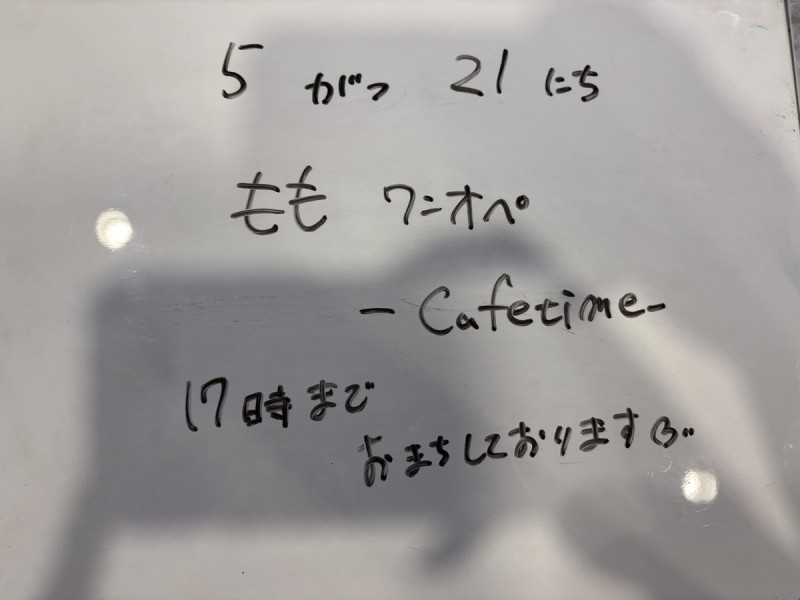 5 がつ 21 にち
もも ワンオペ
- Cafetime -
17時まで
おまちしております